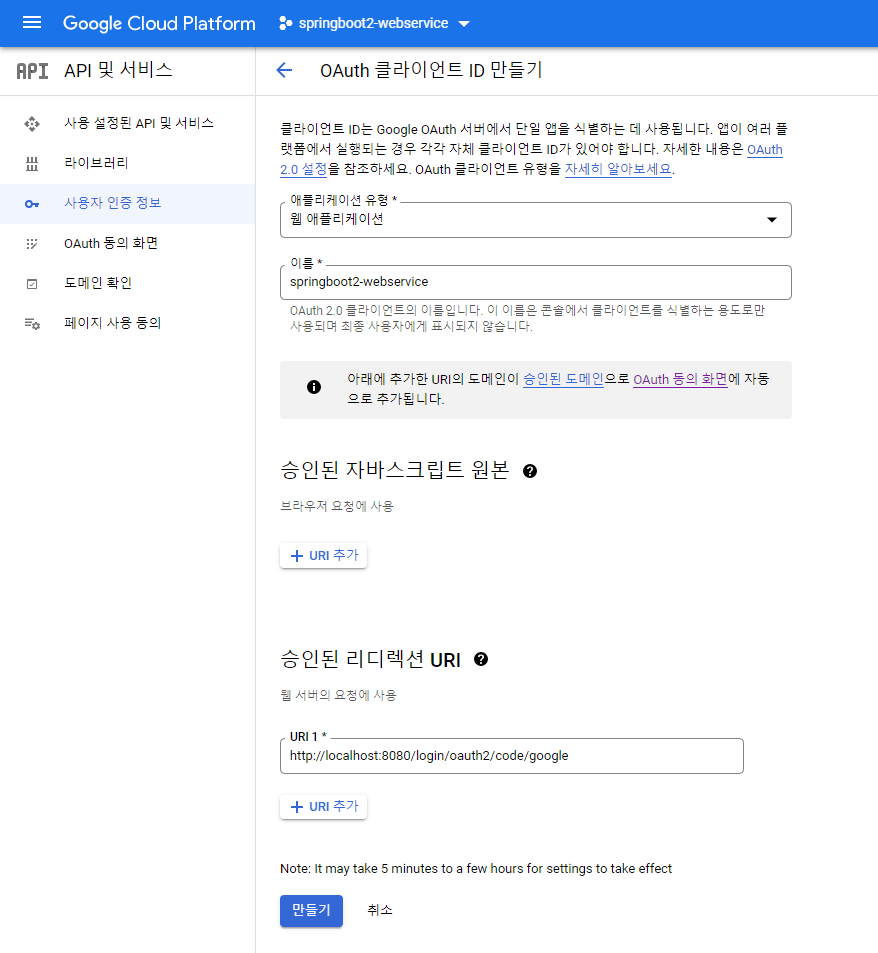 Google Cloud Platform
springboot2-webservice
API
API 및 서비스
OAuth 클라이언트 ID 만들기
사용 설정된 API 및 서비스
라이브러리
사용자 인증 정보
OAuth 동의 화면
도메인 확인
페이지 사용 동의
클라이언트 ID는 Google OAuth 서버에서 단일 앱을 식별하는 데 사용됩니다. 앱이 여러 플
랫폼에서 실행되는 경우 각각 자체 클라이언트 ID가 있어야 합니다. 자세한 내용은 OAuth
2.0 설정을 참조하세요. OAuth 클라이언트 유형을 자세히 알아보세요.
애플리케이션 유형 *
웹 애플리케이션
이름 *
springboot2-webservice
OAuth 2.0 클라이언트의 이름입니다. 이 이름은 콘솔에서 클라이언트를 식별하는 용도로만
사용되며 최종 사용자에게 표시되지 않습니다.
아래에 추가한 URI의 도메인이 승인된 도메인으로 OAuth 동의 화면에 자동
으로 추가됩니다.
승인된 자바스크립트 원본
브라우저 요청에 사용
+ URI 추가
승인된 리디렉션 URI
웹 서버의 요청에 사용
URI 1 *
http://localhost:8080/login/oauth2/code/google
+ URI 추가
Note: It may take 5 minutes to a few hours for settings to take effect
만들기
취소